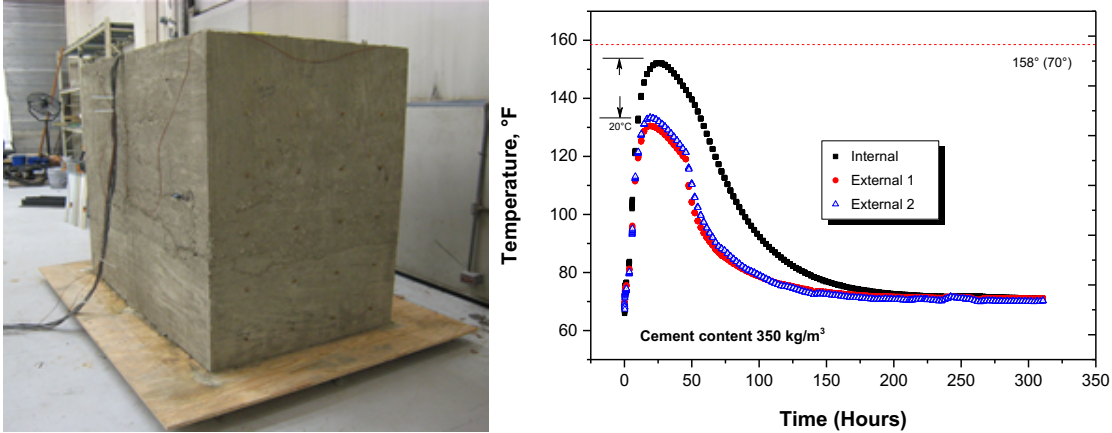 160
140
120
100
80
60
Temperature, °F
158° (70°)
20°C
Internal
External 1
External 2
Cement content 350 kg/m³
0
50
100
150
200
250
300
350
Time (Hours)